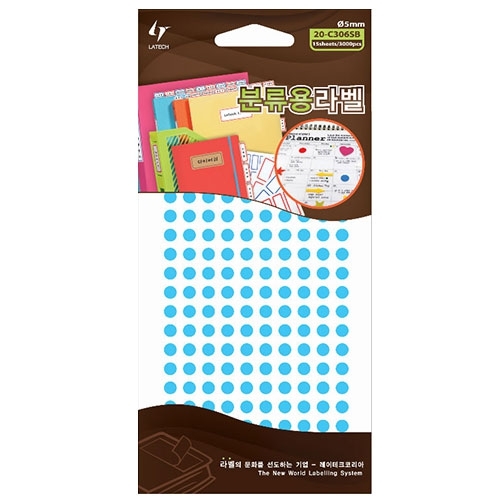 Ø5mm
20-C306SB
15sheets/3000pcs
LATECH
분류용라벨
Planner
라벨의 문화를 선도하는 기업 - 레이테크코리아
The New World Labelling System